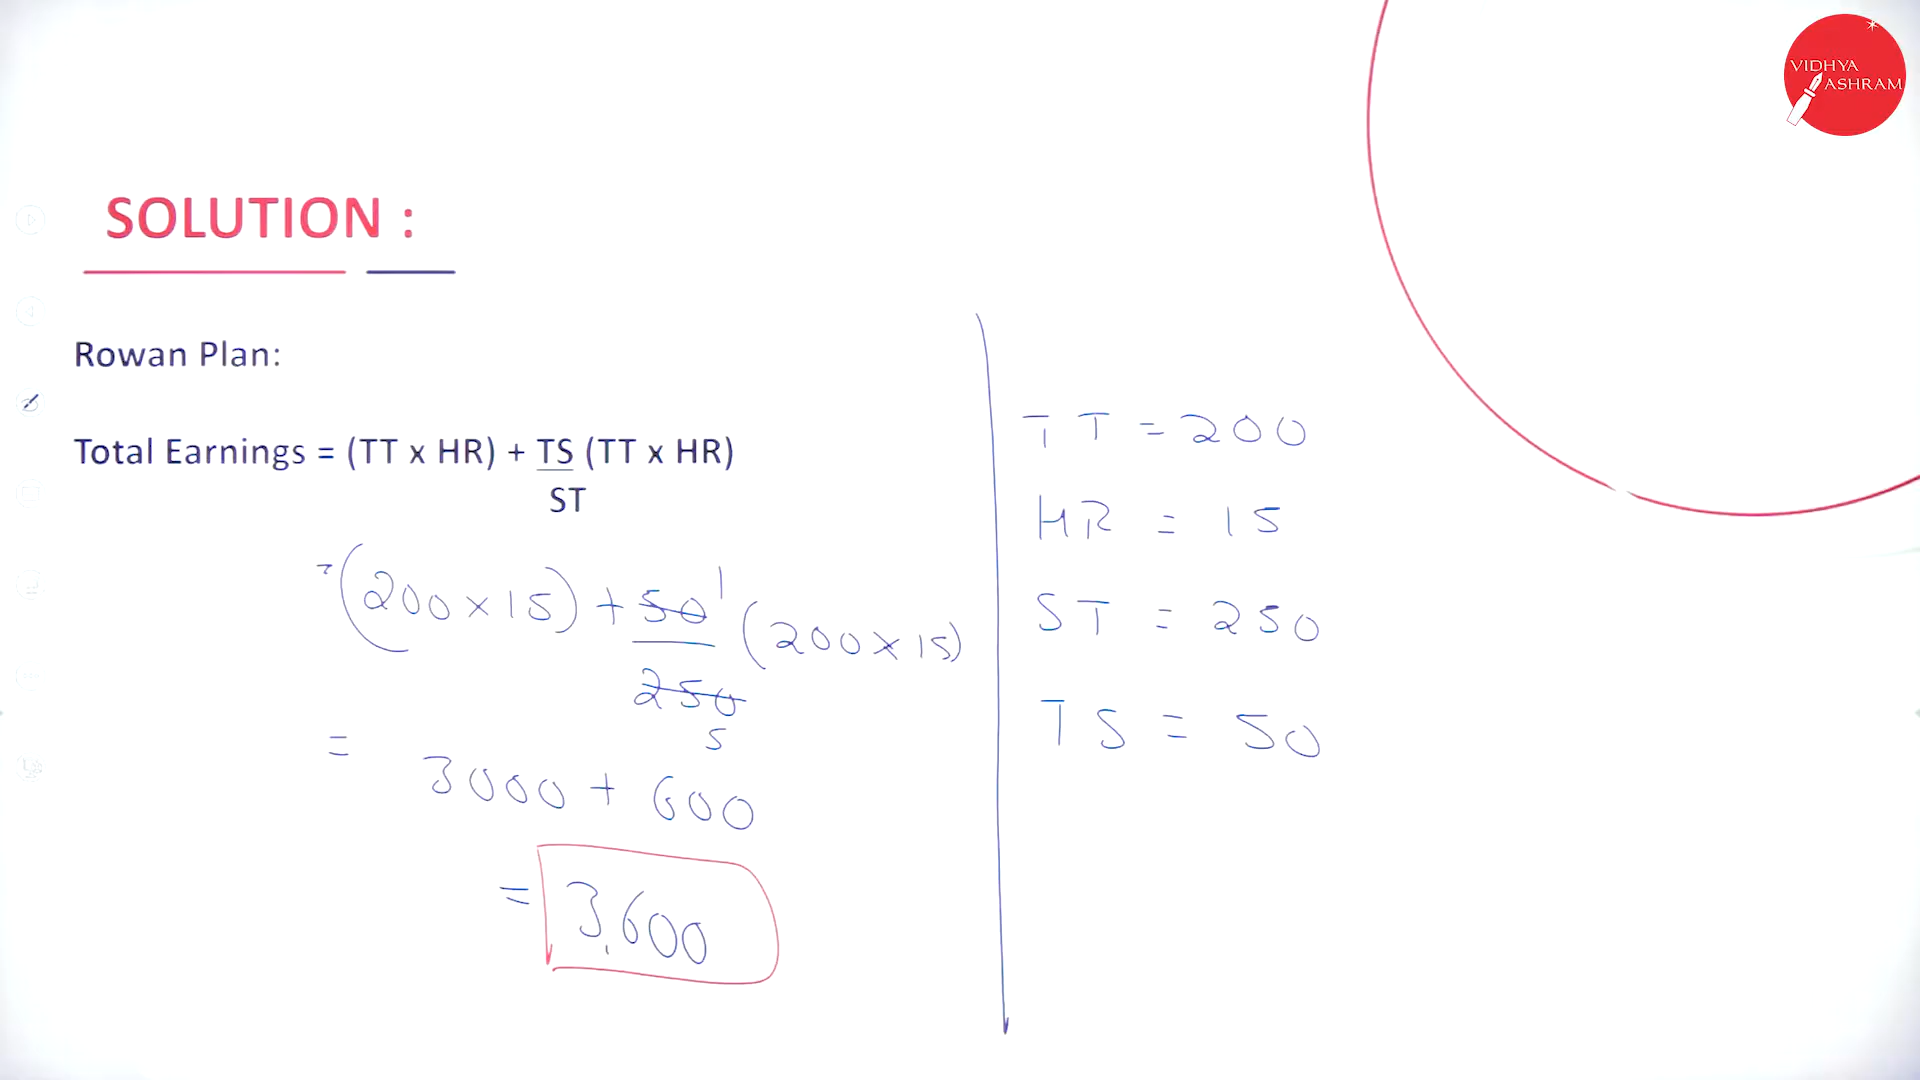 VIDHYA
ASHRAM
SOLUTION :
Rowan Plan:
Total Earnings = (TT x HR) + TS (TT x HR)
ST
= (200 x 15) + 50 1 (200 x 15)
250
5
= 3000 + 600
= 3,600
TT = 200
HR = 15
ST = 250
TS = 50